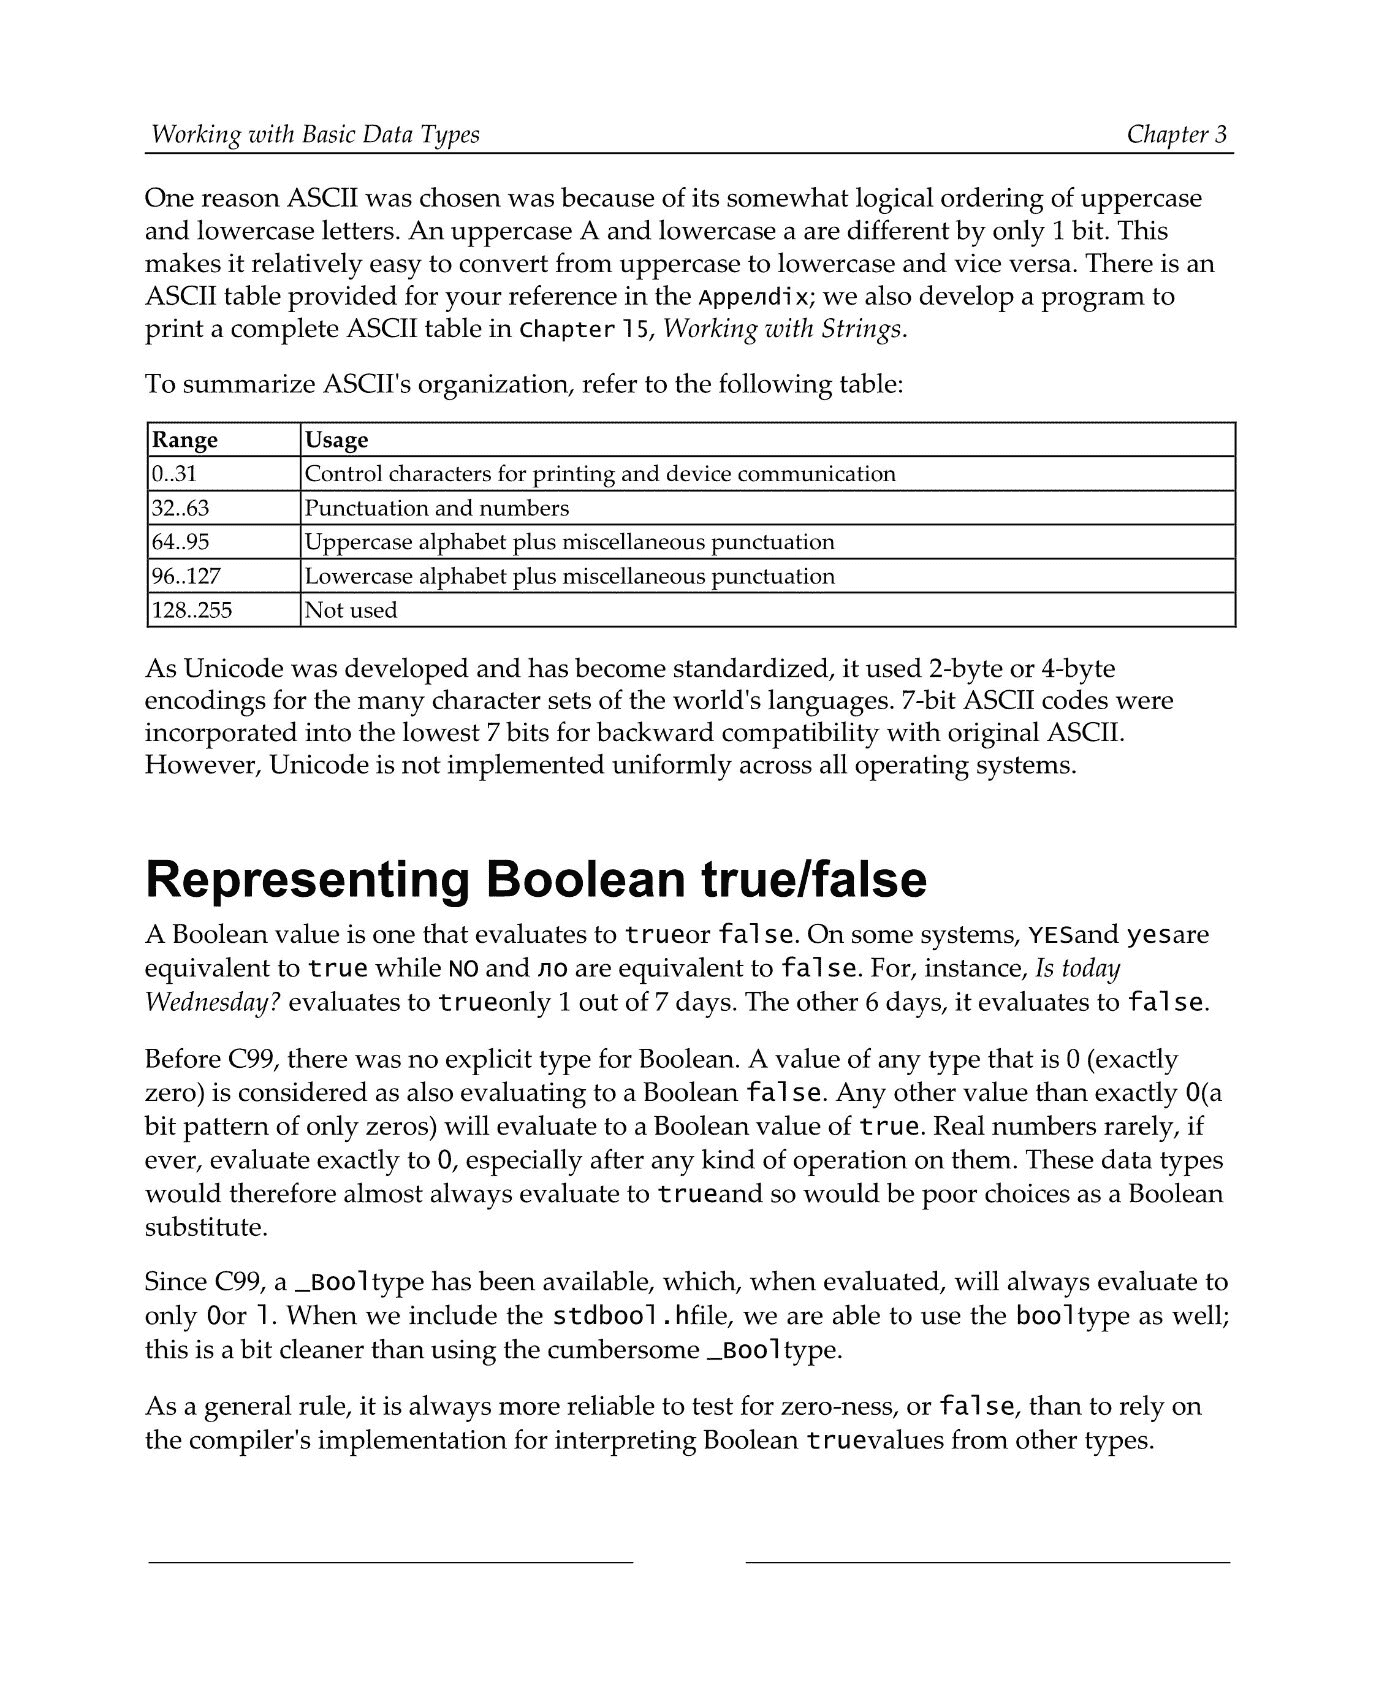 Working with Basic Data Types Chapter 3
One reason ASCII was chosen was because of its somewhat logical ordering of uppercase
and lowercase letters. An uppercase A and lowercase a are different by only 1 bit. This
makes it relatively easy to convert from uppercase to lowercase and vice versa. There is an
ASCII table provided for your reference in the Appendix; we also develop a program to
print a complete ASCII table in Chapter 15, Working with Strings.
To summarize ASCII's organization, refer to the following table:
Range Usage
0..31 Control characters for printing and device communication
32..63 Punctuation and numbers
64..95 Uppercase alphabet plus miscellaneous punctuation
96..127 Lowercase alphabet plus miscellaneous punctuation
128..255 Not used
As Unicode was developed and has become standardized, it used 2-byte or 4-byte
encodings for the many character sets of the world's languages. 7-bit ASCII codes were
incorporated into the lowest 7 bits for backward compatibility with original ASCII.
However, Unicode is not implemented uniformly across all operating systems.
Representing Boolean true/false
A Boolean value is one that evaluates to trueor false. On some systems, YESand yesare
equivalent to true while NO and no are equivalent to false. For, instance, Is today
Wednesday? evaluates to trueonly 1 out of 7 days. The other 6 days, it evaluates to false.
Before C99, there was no explicit type for Boolean. A value of any type that is 0 (exactly
zero) is considered as also evaluating to a Boolean false. Any other value than exactly 0(a
bit pattern of only zeros) will evaluate to a Boolean value of true. Real numbers rarely, if
ever, evaluate exactly to 0, especially after any kind of operation on them. These data types
would therefore almost always evaluate to trueand so would be poor choices as a Boolean
substitute.
Since C99, a _Booltype has been available, which, when evaluated, will always evaluate to
only 0or 1. When we include the stdbool.hfile, we are able to use the booltype as well;
this is a bit cleaner than using the cumbersome _Booltype.
As a general rule, it is always more reliable to test for zero-ness, or false, than to rely on
the compiler's implementation for interpreting Boolean truevalues from other types.